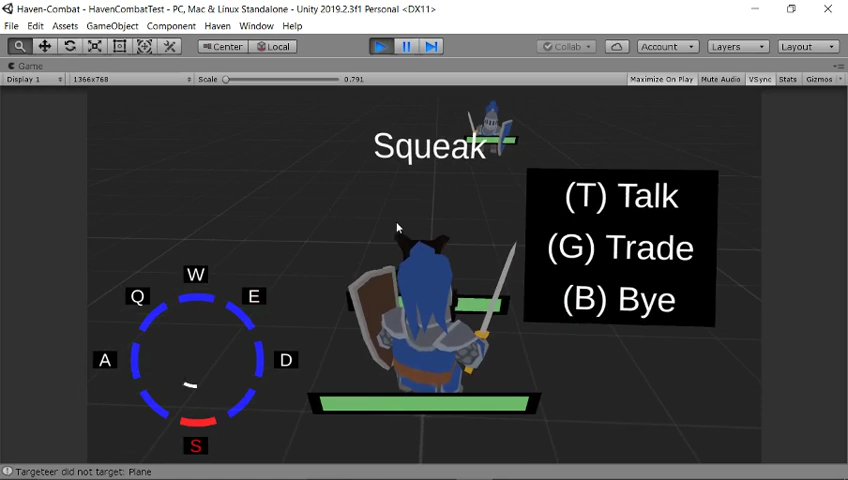 Haven-Combat - HavenCombatTest - PC, Mac & Linux Standalone - Unity 2019.2.3f1 Personal <DX11>
File Edit Assets GameObject Component Haven Window Help
Center Local Collab Account Layers Layout
Game
Display 1 1366x768 Scale 0.791 Maximize On Play Mute Audio VSync Stats Gizmos
Squeak
(T) Talk
(G) Trade
(B) Bye
W
Q E
A D
S
Targeteer did not target: Plane